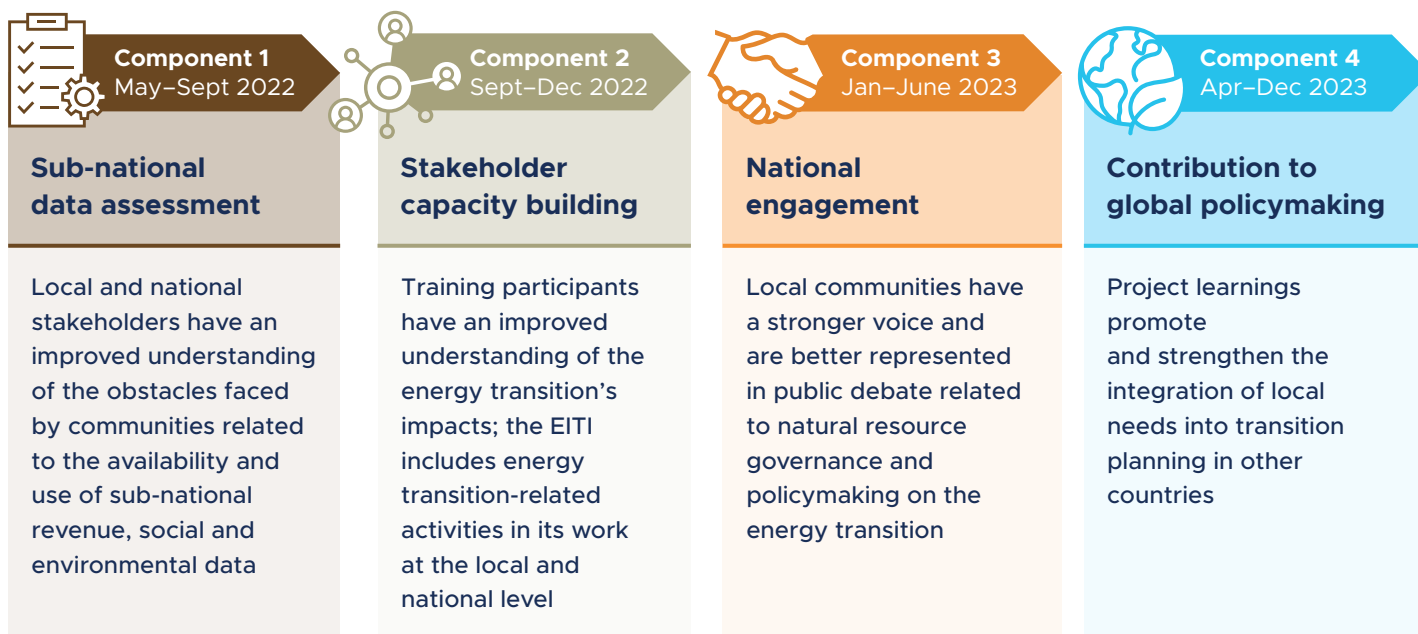 Component 1
May–Sept 2022
Sub-national
data assessment
Local and national
stakeholders have an
improved understanding
of the obstacles faced
by communities related
to the availability and
use of sub-national
revenue, social and
environmental data
Component 2
Sept–Dec 2022
Stakeholder
capacity building
Training participants
have an improved
understanding of the
energy transition’s
impacts; the EITI
includes energy
transition-related
activities in its work
at the local and
national level
Component 3
Jan–June 2023
National
engagement
Local communities have
a stronger voice and
are better represented
in public debate related
to natural resource
governance and
policymaking on the
energy transition
Component 4
Apr–Dec 2023
Contribution to
global policymaking
Project learnings
promote
and strengthen the
integration of local
needs into transition
planning in other
countries